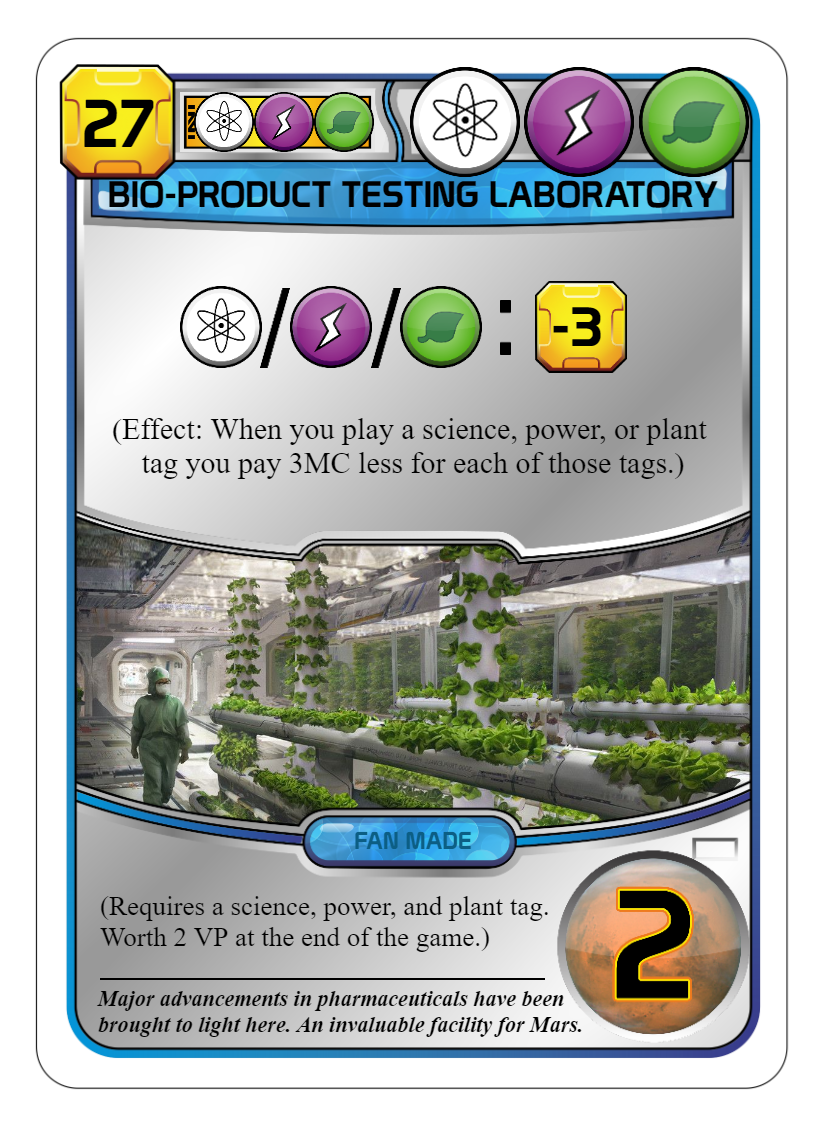 27
BIO-PRODUCT TESTING LABORATORY
/ / : -3
(Effect: When you play a science, power, or plant
tag you pay 3MC less for each of those tags.)
FAN MADE
(Requires a science, power, and plant tag.
Worth 2 VP at the end of the game.)
2
Major advancements in pharmaceuticals have been
brought to light here. An invaluable facility for Mars.